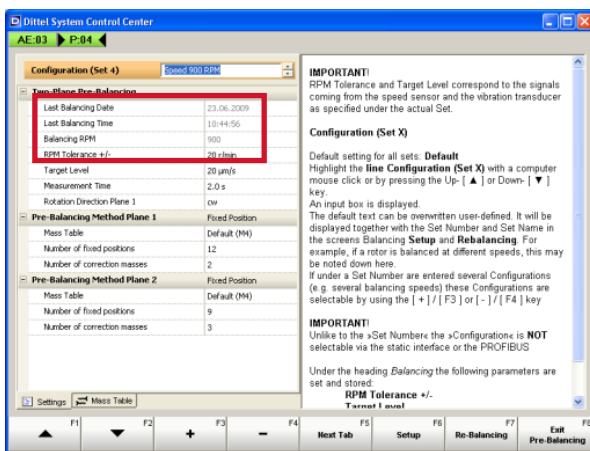 Dittel System Control Center
AE:03 P:04
Configuration (Set 4) Speed 900 RPM
Two-Plane Pre-Balancing
Last Balancing Date 23.06.2009
Last Balancing Time 10:44:56
Balancing RPM 900
RPM Tolerance +/- 20 r/min
Target Level 20 µm/s
Measurement Time 2.0 s
Rotation Direction Plane 1 cw
Pre-Balancing Method Plane 1 Fixed Position
Mass Table Default (M4)
Number of fixed positions 12
Number of correction masses 2
Pre-Balancing Method Plane 2 Fixed Position
Mass Table Default (M4)
Number of fixed positions 9
Number of correction masses 3
Settings Mass Table
IMPORTANT!
RPM Tolerance and Target Level correspond to the signals
coming from the speed sensor and the vibration transducer
as specified under the actual Set.
Configuration (Set X)
Default setting for all sets: Default
Highlight the line Configuration (Set X) with a computer
mouse click or by pressing the Up- [ ▲ ] or Down- [ ▼ ]
key.
An input box is displayed.
The default text can be overwritten user-defined. It will be
displayed together with the Set Number and Set Name in
the screens Balancing Setup and Rebalancing. For
example, if a rotor is balanced at different speeds, this may
be noted down here.
If under a Set Number are entered several Configurations
(e.g. several balancing speeds) these Configurations are
selectable by using the [ + ] / [ F3 ] or [ - ] / [ F4 ] key
IMPORTANT!
Unlike to the »Set Number« the »Configuration« is NOT
selectable via the static interface or the PROFIBUS
Under the heading Balancing the following parameters are
set and stored:
RPM Tolerance +/-
Target Level
F1 F2 F3 F4 F5 F6 F7 F8
▲ ▼ + - Next Tab Setup Re-Balancing Exit
Pre-Balancing